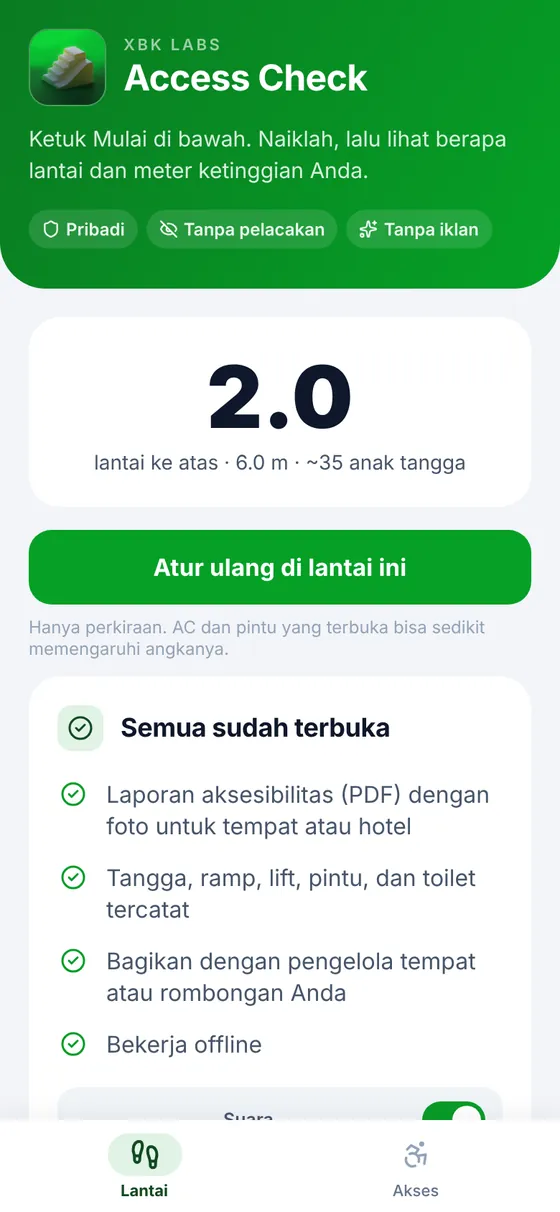 XBK LABS
Access Check
Ketuk Mulai di bawah. Naiklah, lalu lihat berapa
lantai dan meter ketinggian Anda.
Pribadi
Tanpa pelacakan
Tanpa iklan
2.0
lantai ke atas · 6.0 m · ~35 anak tangga
Atur ulang di lantai ini
Hanya perkiraan. AC dan pintu yang terbuka bisa sedikit
memengaruhi angkanya.
Semua sudah terbuka
Laporan aksesibilitas (PDF) dengan
foto untuk tempat atau hotel
Tangga, ramp, lift, pintu, dan toilet
tercatat
Bagikan dengan pengelola tempat
atau rombongan Anda
Bekerja offline
Suara
Lantai
Akses